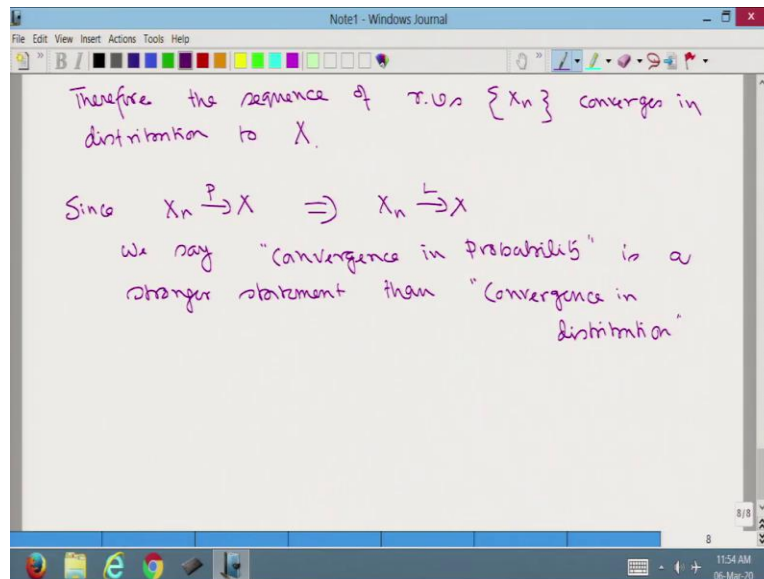 Note1 - Windows Journal
File Edit View Insert Actions Tools Help
B I
Therefore the sequence of r.vs {Xn} converges in
distribution to X.
Since Xn →P X ⇒ Xn →L X
We say "Convergence in Probability" is a
stronger statement than "Convergence in
distribution"
8/8
8
11:54 AM
06-Mar-20